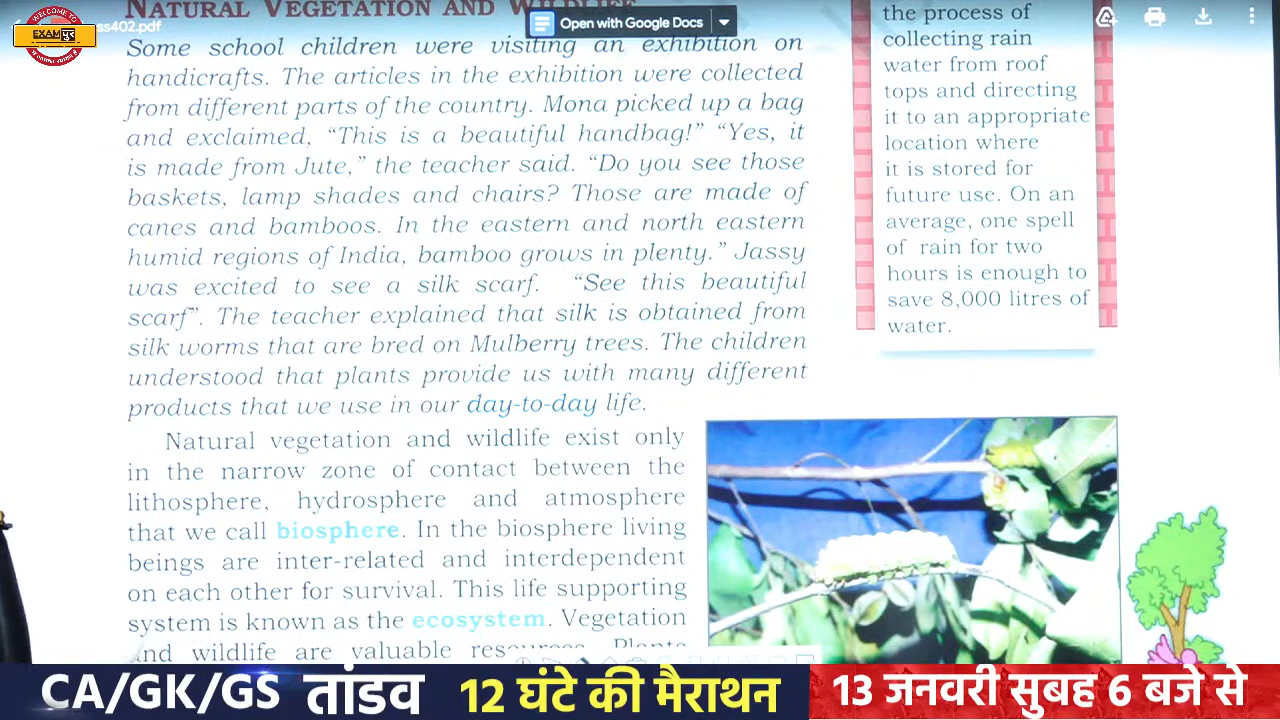 WELCOME TO
EXAM पुर
ss402.pdf
Open with Google Docs
NATURAL VEGETATION AND WILDLIFE
Some school children were visiting an exhibition on
handicrafts. The articles in the exhibition were collected
from different parts of the country. Mona picked up a bag
and exclaimed, “This is a beautiful handbag!” “Yes, it
is made from Jute,” the teacher said. “Do you see those
baskets, lamp shades and chairs? Those are made of
canes and bamboos. In the eastern and north eastern
humid regions of India, bamboo grows in plenty.” Jassy
was excited to see a silk scarf. “See this beautiful
scarf”. The teacher explained that silk is obtained from
silk worms that are bred on Mulberry trees. The children
understood that plants provide us with many different
products that we use in our day-to-day life.
Natural vegetation and wildlife exist only
in the narrow zone of contact between the
lithosphere, hydrosphere and atmosphere
that we call biosphere. In the biosphere living
beings are inter-related and interdependent
on each other for survival. This life supporting
system is known as the ecosystem. Vegetation
and wildlife are valuable resources. Plants
the process of
collecting rain
water from roof
tops and directing
it to an appropriate
location where
it is stored for
future use. On an
average, one spell
of rain for two
hours is enough to
save 8,000 litres of
water.
CA/GK/GS तांडव 12 घंटे की मैराथन 13 जनवरी सुबह 6 बजे से